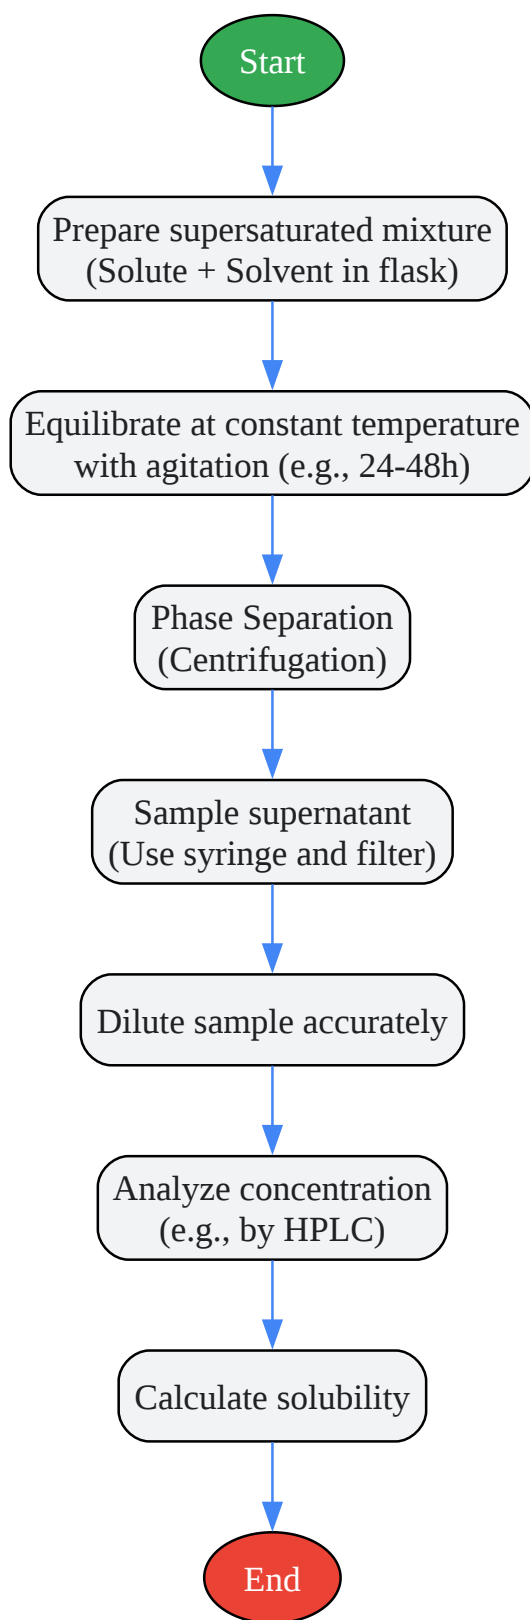 Start
Prepare supersaturated mixture
(Solute + Solvent in flask)
Equilibrate at constant temperature
with agitation (e.g., 24-48h)
Phase Separation
(Centrifugation)
Sample supernatant
(Use syringe and filter)
Dilute sample accurately
Analyze concentration
(e.g., by HPLC)
Calculate solubility
End